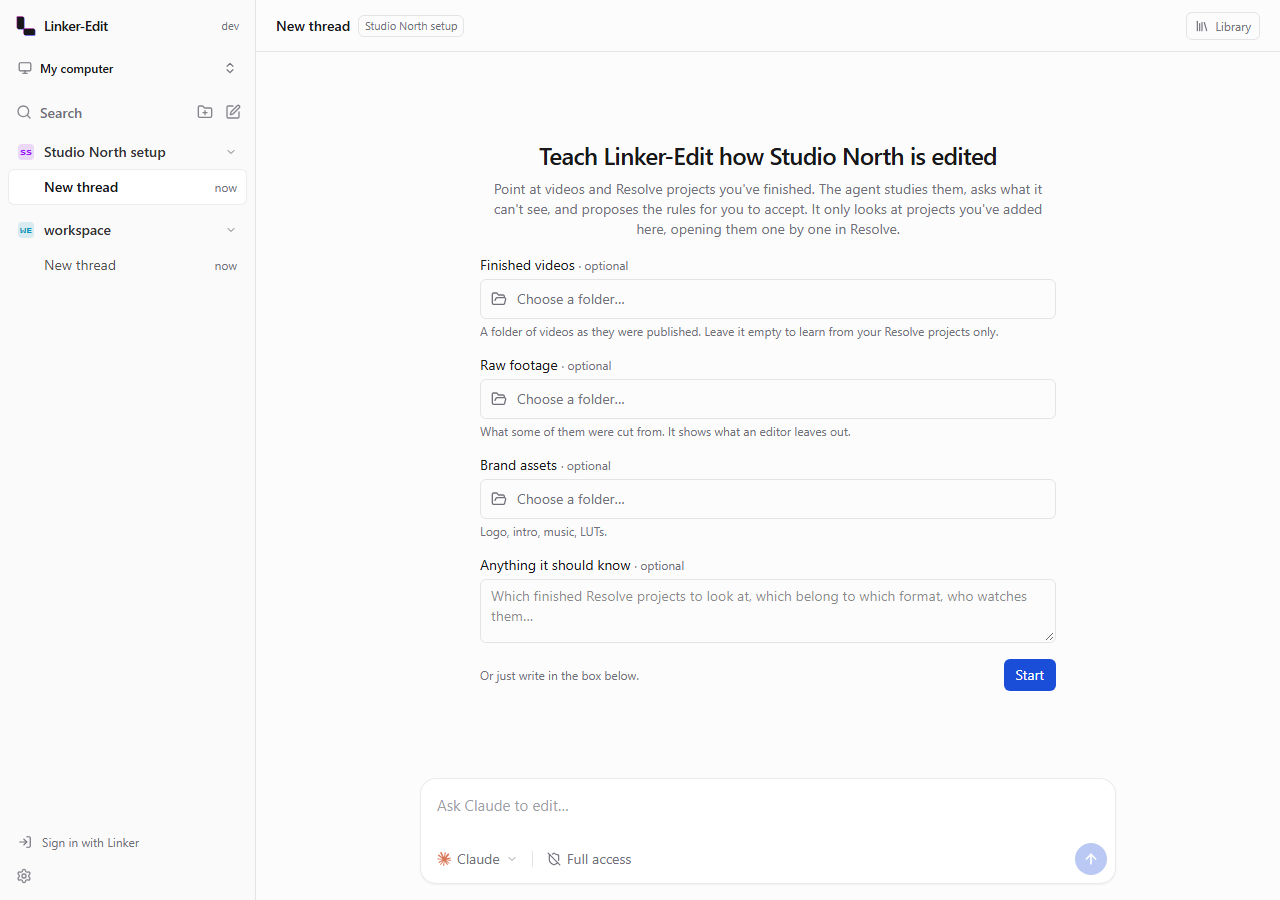 Linker-Edit
dev
My computer
Search
SS
Studio North setup
New thread
now
WE
workspace
New thread
now
Sign in with Linker
New thread
Studio North setup
Library
Teach Linker-Edit how Studio North is edited
Point at videos and Resolve projects you've finished. The agent studies them, asks what it
can't see, and proposes the rules for you to accept. It only looks at projects you've added
here, opening them one by one in Resolve.
Finished videos · optional
Choose a folder...
A folder of videos as they were published. Leave it empty to learn from your Resolve projects only.
Raw footage · optional
Choose a folder...
What some of them were cut from. It shows what an editor leaves out.
Brand assets · optional
Choose a folder...
Logo, intro, music, LUTs.
Anything it should know · optional
Which finished Resolve projects to look at, which belong to which format, who watches
them...
Or just write in the box below.
Start
Ask Claude to edit...
Claude
Full access